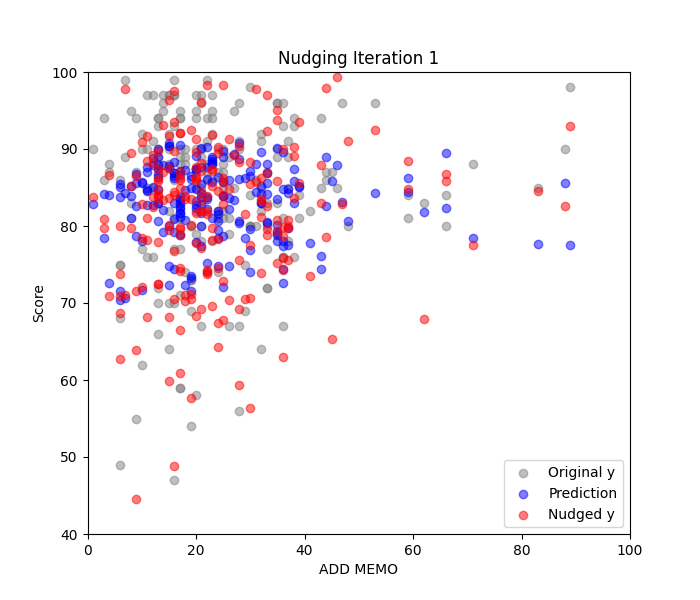 Nudging Iteration 1
100
90
80
70
60
50
40
Score
0 20 40 60 80 100
ADD MEMO
Original y
Prediction
Nudged y